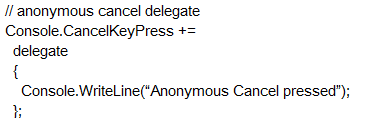 // anonymous cancel delegate
Console.CancelKeyPress +=
  delegate
  {
    Console.WriteLine(“Anonymous Cancel pressed”);
  };